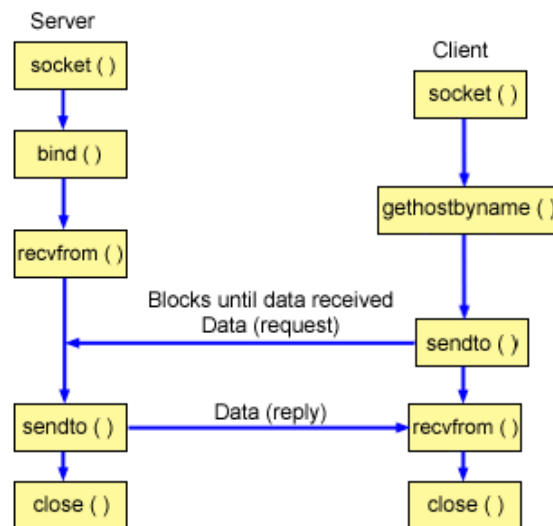 Server
socket ( )
bind ( )
recvfrom ( )
Client
socket ( )
gethostbyname ( )
Blocks until data received
Data (request)
sendto ( )
sendto ( )
Data (reply)
recvfrom ( )
close ( )
close ( )